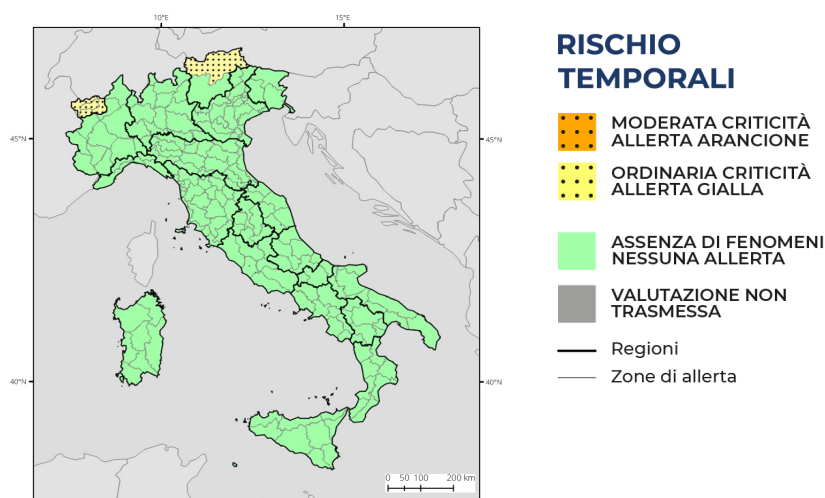 10°E
15°E
45°N
45°N
40°N
40°N
0 50 100 200 km
RISCHIO
TEMPORALI
MODERATA CRITICITÀ
ALLERTA ARANCIONE
ORDINARIA CRITICITÀ
ALLERTA GIALLA
ASSENZA DI FENOMENI
NESSUNA ALLERTA
VALUTAZIONE NON
TRASMESSA
Regioni
Zone di allerta